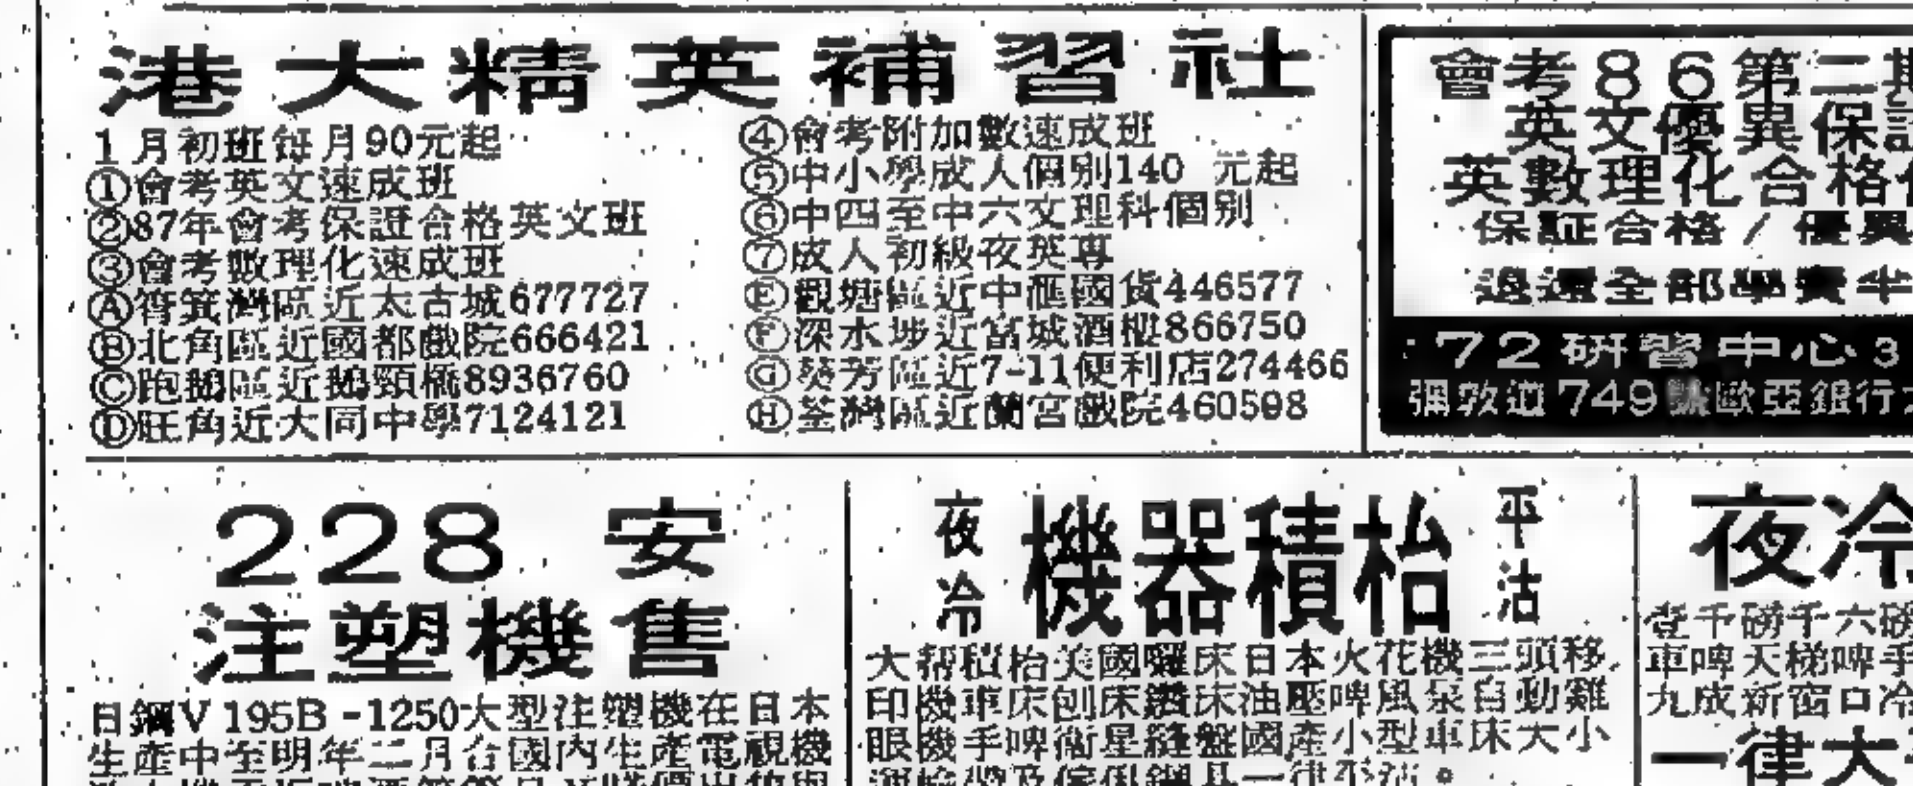 港大精英補習社
1月初班每月90元起
①會考英文速成班
②87年會考保證合格英文班
③會考數理化速成班
Ⓐ筲箕灣區近太古城677727
Ⓑ北角區近國都戲院666421
Ⓒ跑鵝區近鵝頸橋8936760
Ⓓ旺角近大同中學7124121
④會考附加數速成班
⑤中小學成人個別140 元起
⑥中四至中六文理科個別
⑦成人初級夜英專
Ⓔ觀塘區近中滙國貨446577
Ⓕ深水埗近富城酒樓866750
Ⓖ葵芳區近7-11便利店274466
Ⓗ荃灣區近蘭宮戲院460598
會考86第二期
英文優異保
英數理化合格
保証合格/優異
退還全部學費半
72研習中心3
彌敦道749號歐亞銀行
228 安
注塑機售
日鋼V195B-1250大型注塑機在日本
生產中至明年二月合國內生產電視機
夜冷
機器積枱
平沽
大帮積枱美國囉床日本火花機三頭移
印機車床刨床鑽床油壓啤風泵自動雞
眼機手啤衞星縫盤國產小型車床大小
一律平沽。
夜冷
登千磅千六磅
車啤天梯啤手
九成新窗口冷
一律大